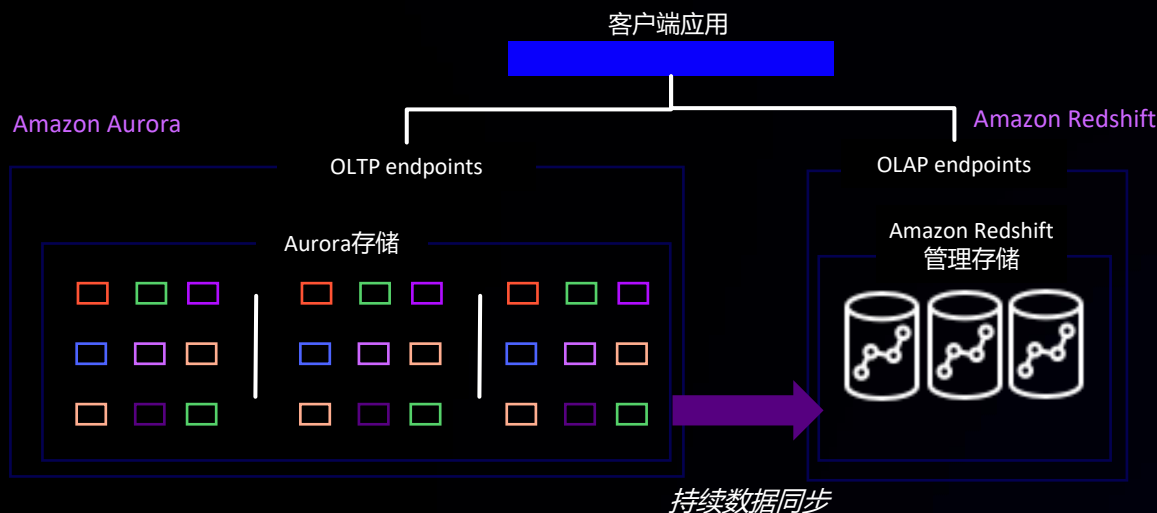 客户端应用
Amazon Aurora
Amazon Redshift
OLTP endpoints
OLAP endpoints
Aurora存储
Amazon Redshift
管理存储
持续数据同步